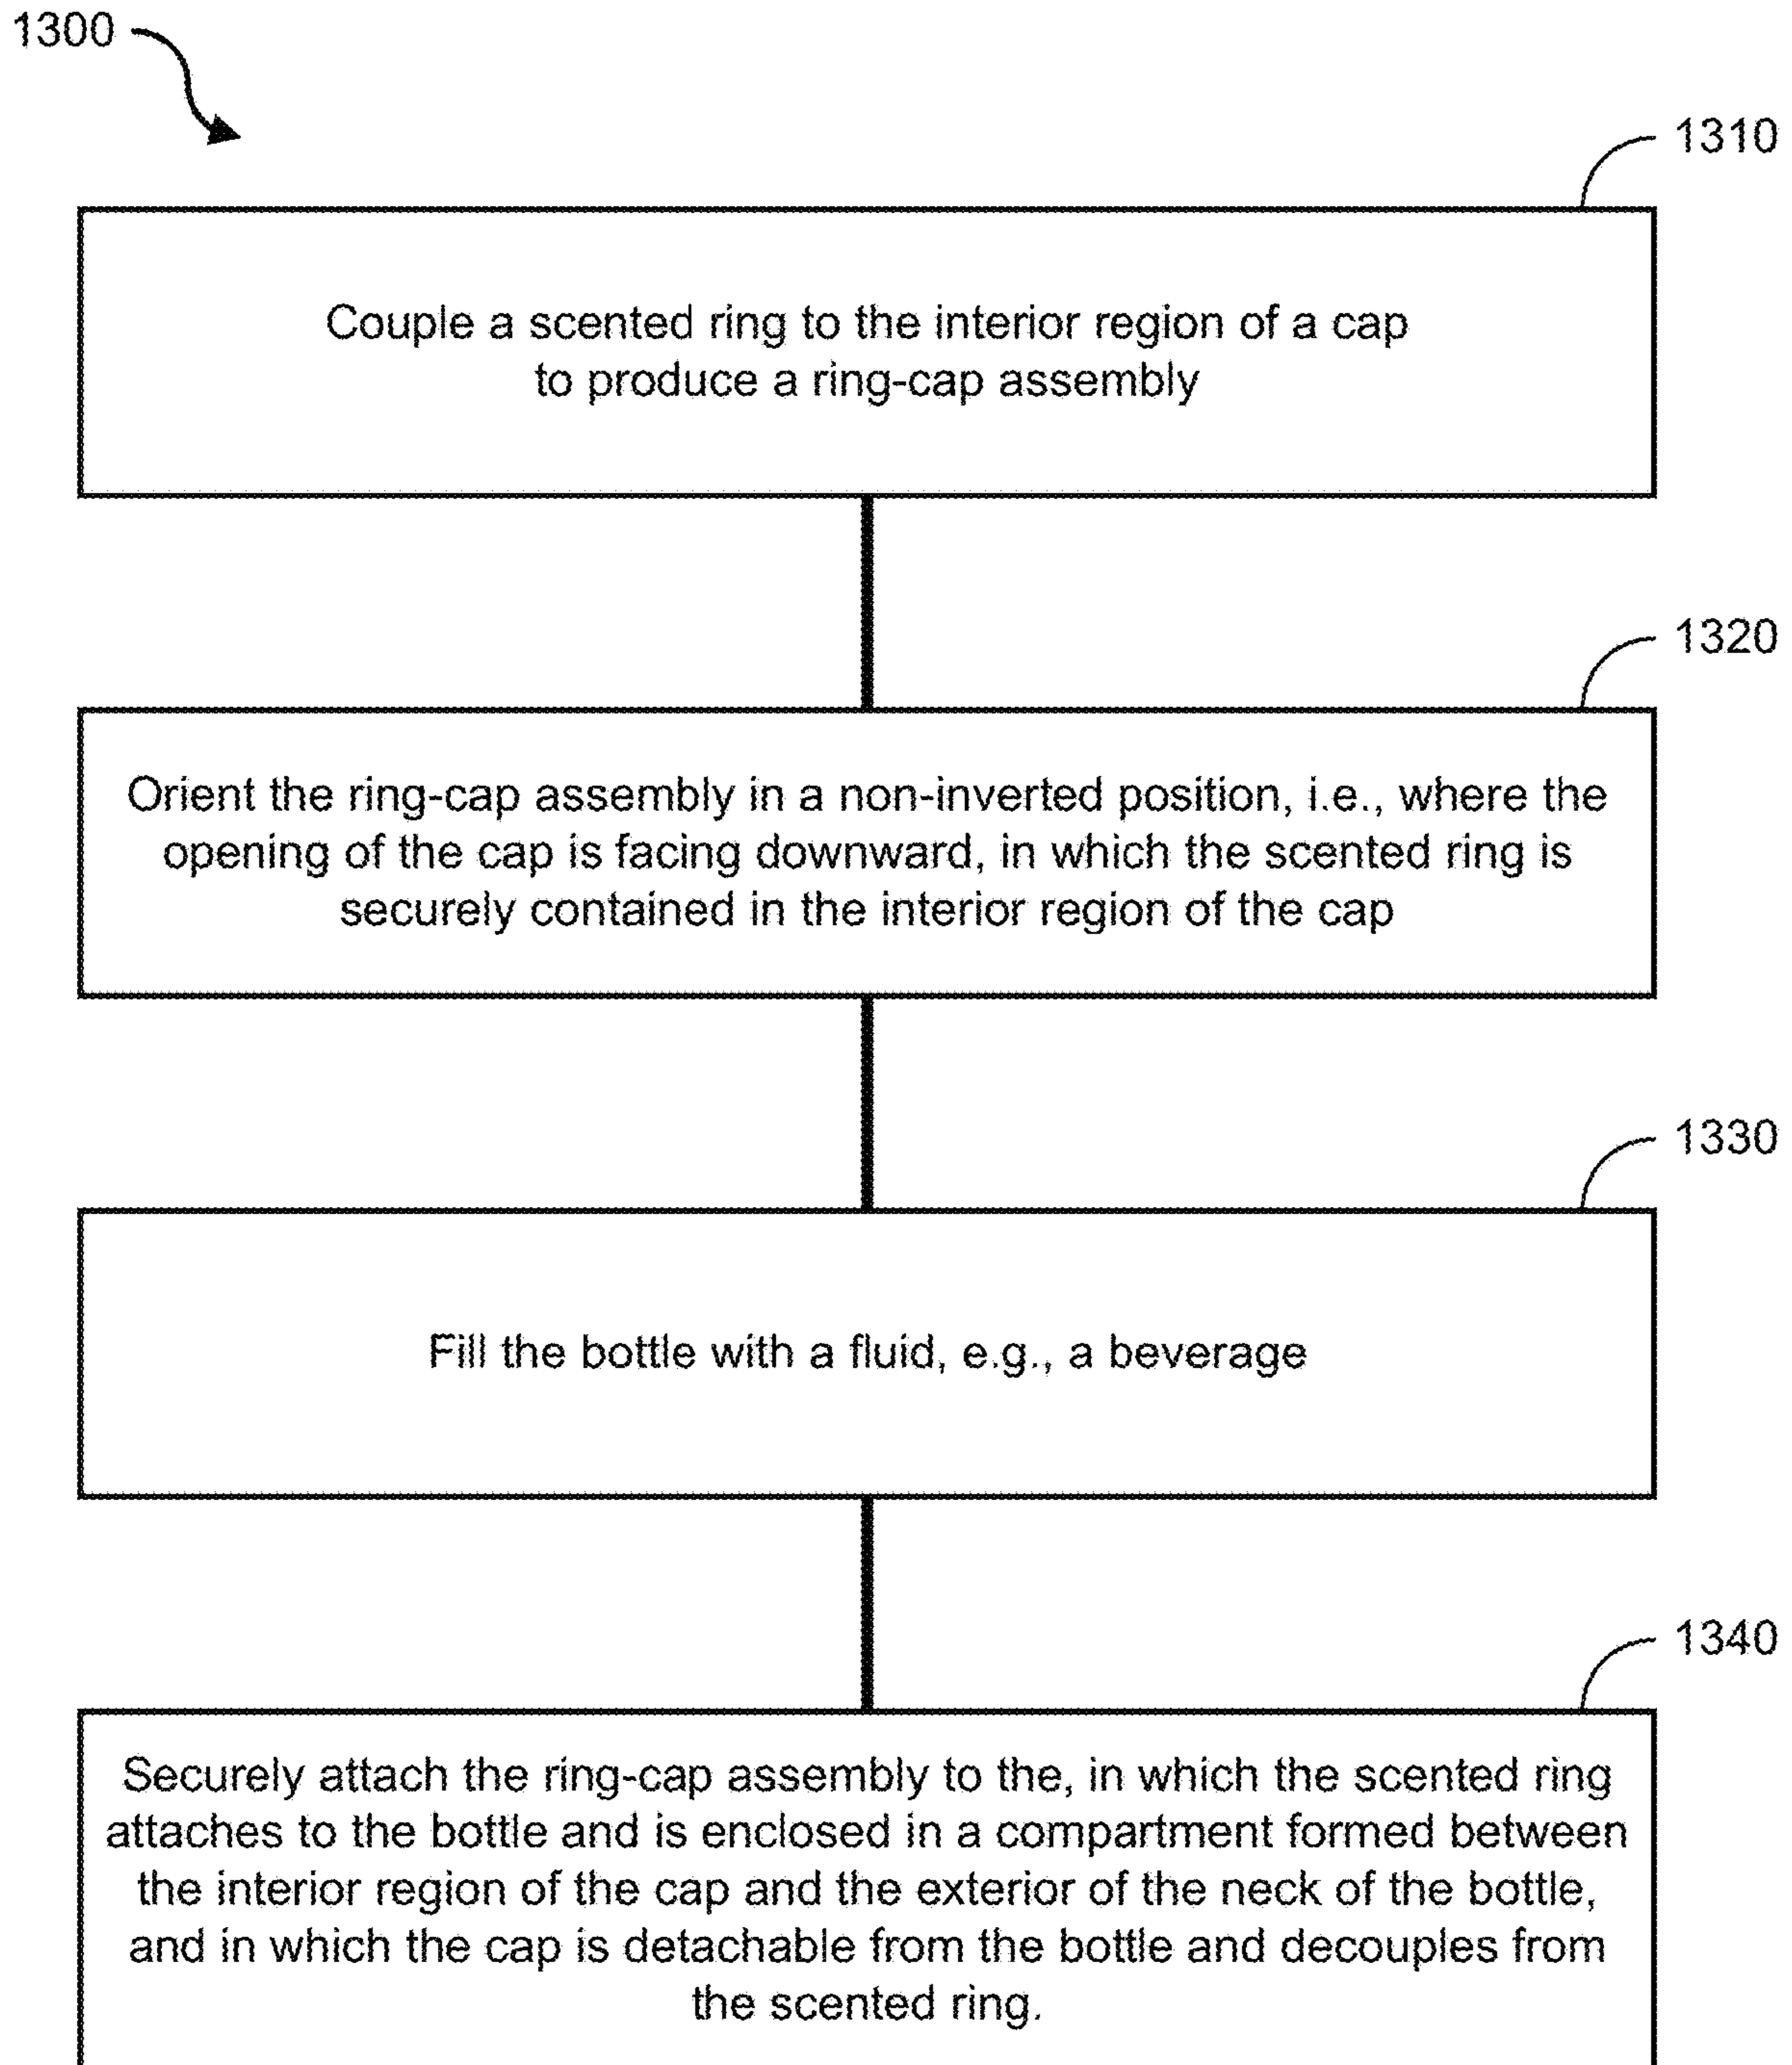 1300
1310
Couple a scented ring to the interior region of a cap
to produce a ring-cap assembly
1320
Orient the ring-cap assembly in a non-inverted position, i.e., where the
opening of the cap is facing downward, in which the scented ring is
securely contained in the interior region of the cap
1330
Fill the bottle with a fluid, e.g., a beverage
1340
Securely attach the ring-cap assembly to the, in which the scented ring
attaches to the bottle and is enclosed in a compartment formed between
the interior region of the cap and the exterior of the neck of the bottle,
and in which the cap is detachable from the bottle and decouples from
the scented ring.